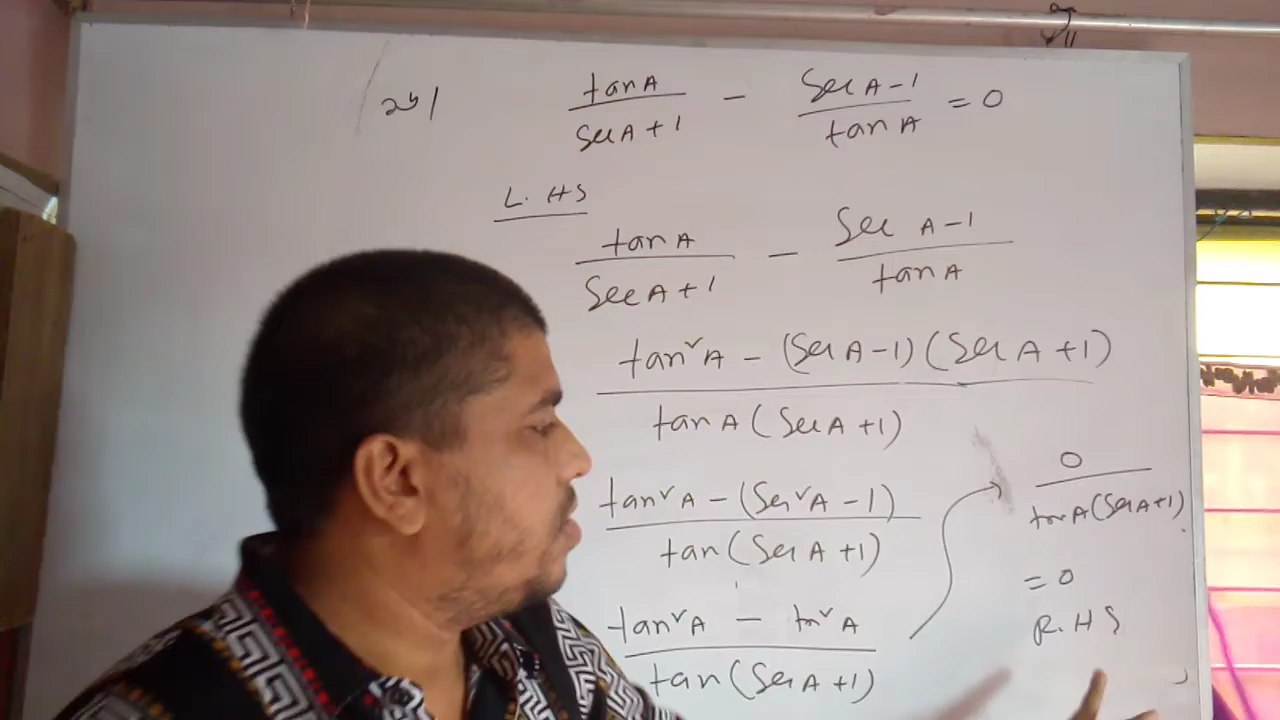 tanA / secA+1 - secA-1 / tanA = 0
L.HS
tanA / SecA+1 - Sec A-1 / tanA
tan²A - (SecA-1)(SecA+1) / tanA(SecA+1)
tan²A - (Sec²A-1) / tan(SecA+1)
tan²A - tan²A / tan(SecA+1)
0 / tanA(SecA+1)
= 0
R.HS